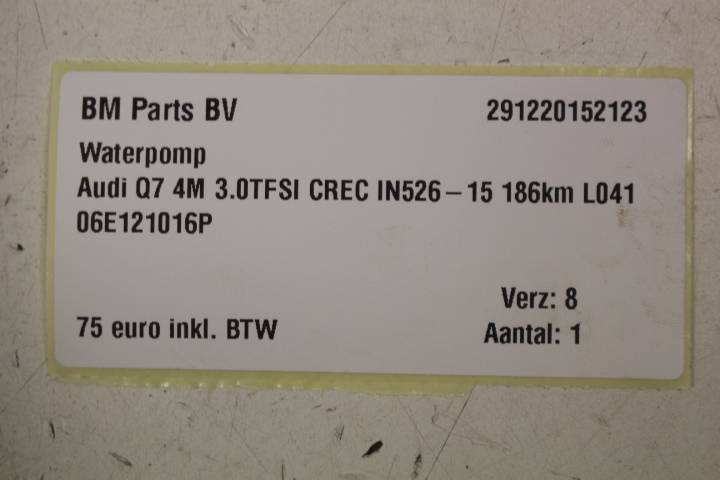 BM Parts BV 291220152123
Waterpomp
Audi Q7 4M 3.0TFSI CREC IN526-15 186km L041
06E121016P
Verz: 8
75 euro inkl. BTW Aantal: 1